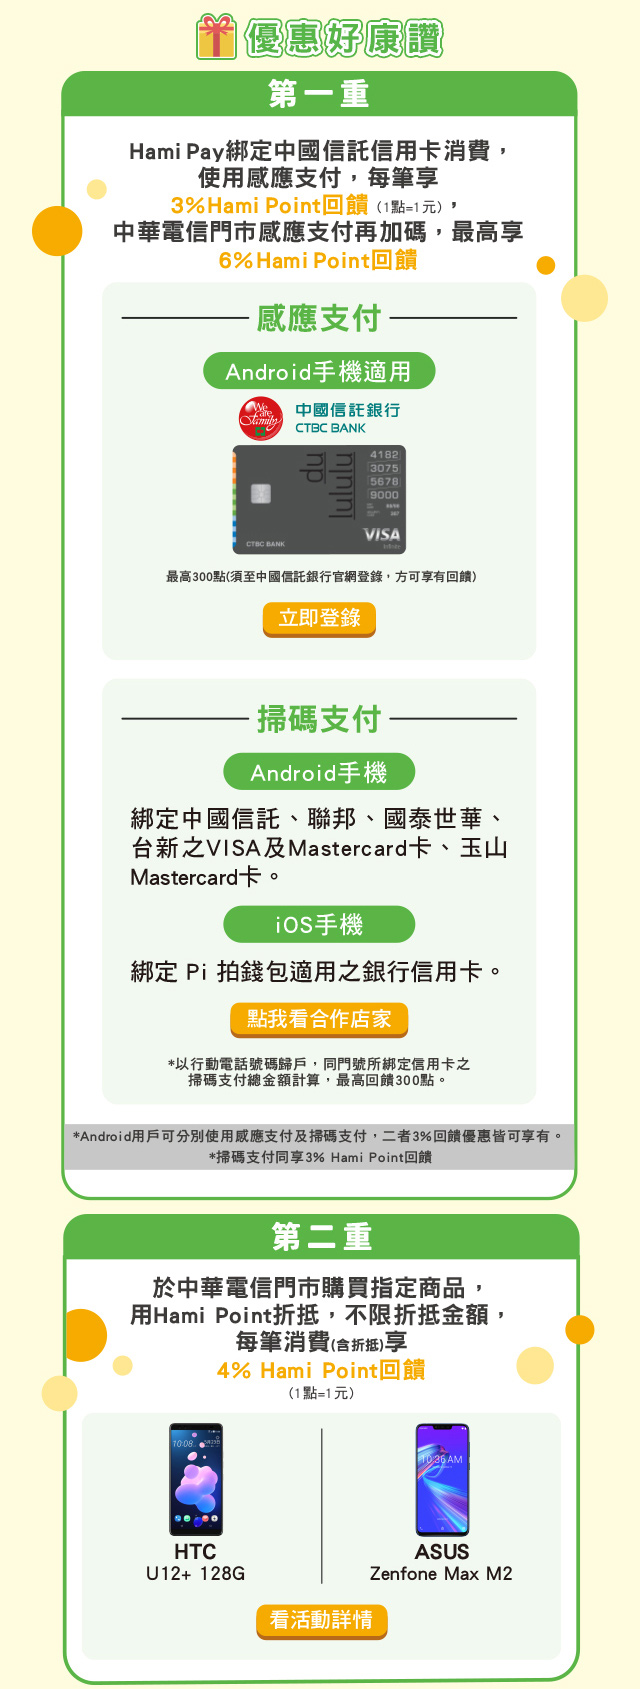 優惠好康讚
第一重
Hami Pay綁定中國信託信用卡消費，
使用感應支付，每筆享
3%Hami Point回饋（1點=1元），
中華電信門市感應支付再加碼，最高享
6%Hami Point回饋
感應支付
Android手機適用
We are Family
中國信託銀行
CTBC BANK
du
lululu
4182
3075
5678
9000
CTBC BANK
VISA
Infinite
最高300點(須至中國信託銀行官網登錄，方可享有回饋)
立即登錄
掃碼支付
Android手機
綁定中國信託、聯邦、國泰世華、
台新之VISA及Mastercard卡、玉山
Mastercard卡。
iOS手機
綁定 Pi 拍錢包適用之銀行信用卡。
點我看合作店家
*以行動電話號碼歸戶，同門號所綁定信用卡之
掃碼支付總金額計算，最高回饋300點。
*Android用戶可分別使用感應支付及掃碼支付，二者3%回饋優惠皆可享有。
*掃碼支付同享3% Hami Point回饋
第二重
於中華電信門市購買指定商品，
用Hami Point折抵，不限折抵金額，
每筆消費(含折抵)享
4% Hami Point回饋
（1點=1元）
10:08
10:36 AM
HTC
U12+ 128G
ASUS
Zenfone Max M2
看活動詳情